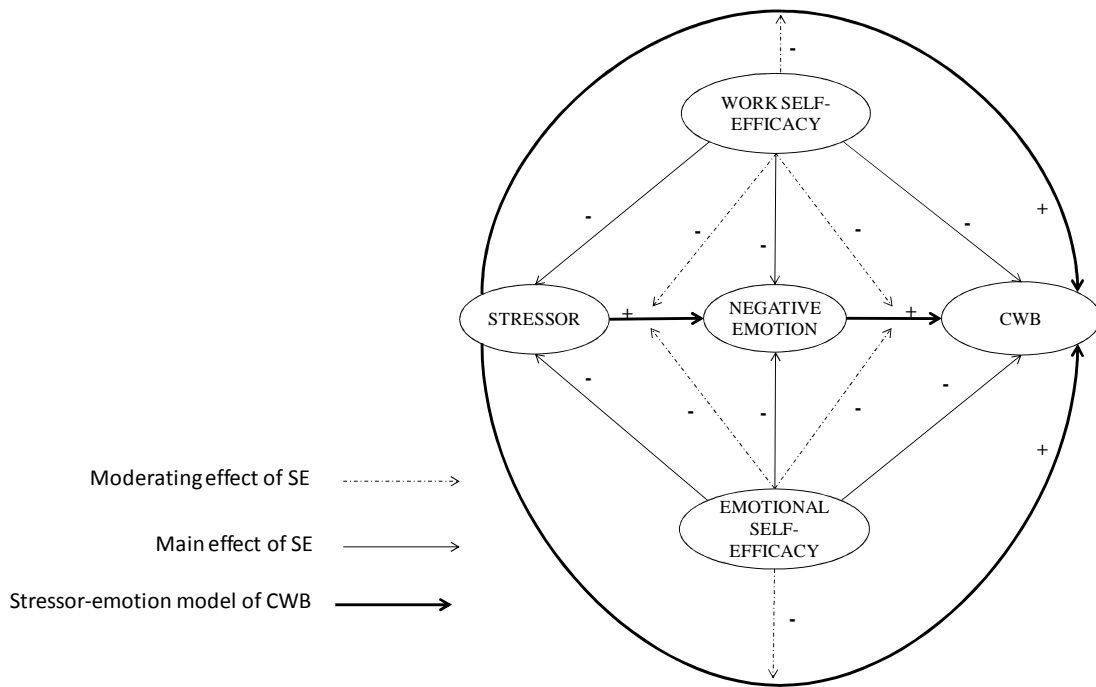 -
WORK SELF-
EFFICACY
+
-
-
-
-
-
STRESSOR
+
NEGATIVE
EMOTION
+
CWB
-
-
-
-
-
+
Moderating effect of SE
EMOTIONAL
SELF-
EFFICACY
Main effect of SE
Stressor-emotion model of CWB
-